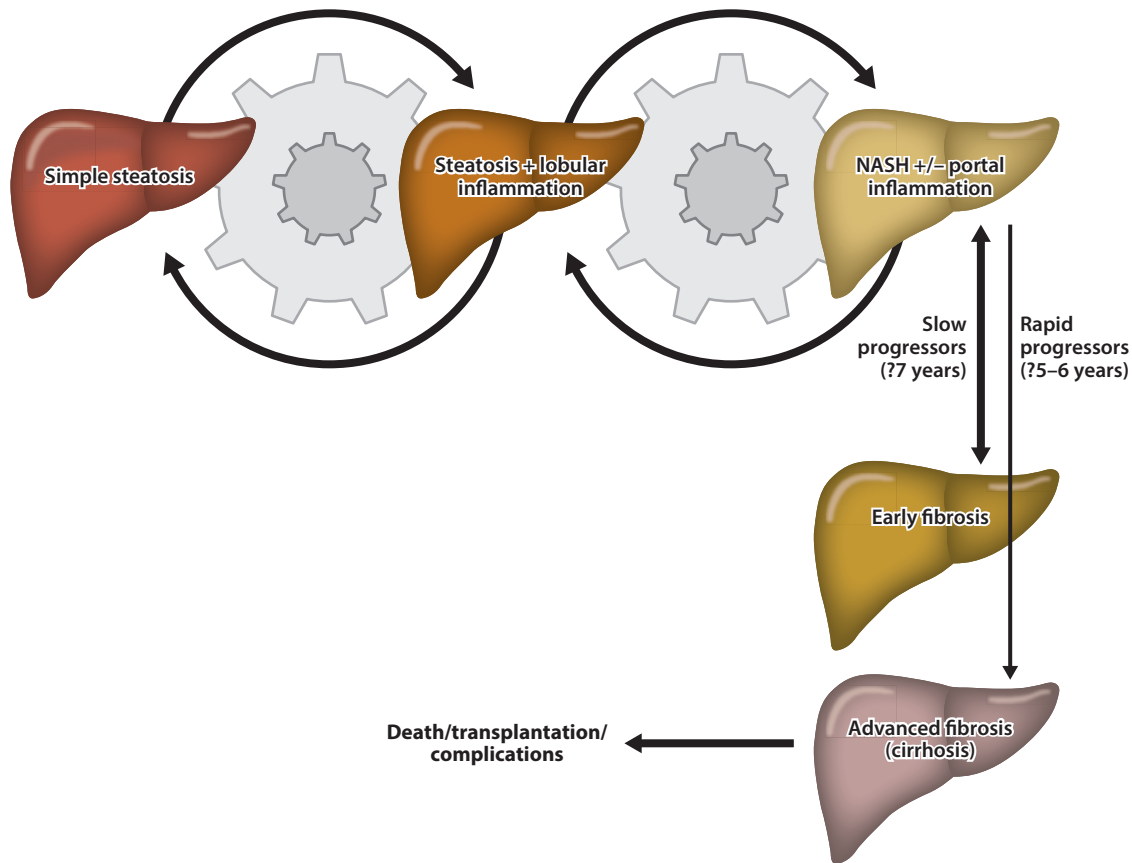 Simple steatosis
Steatosis + lobular
inflammation
NASH +/– portal
inflammation
Slow
progressors
(?7 years)
Rapid
progressors
(?5–6 years)
Early fibrosis
Advanced fibrosis
(cirrhosis)
Death/transplantation/
complications